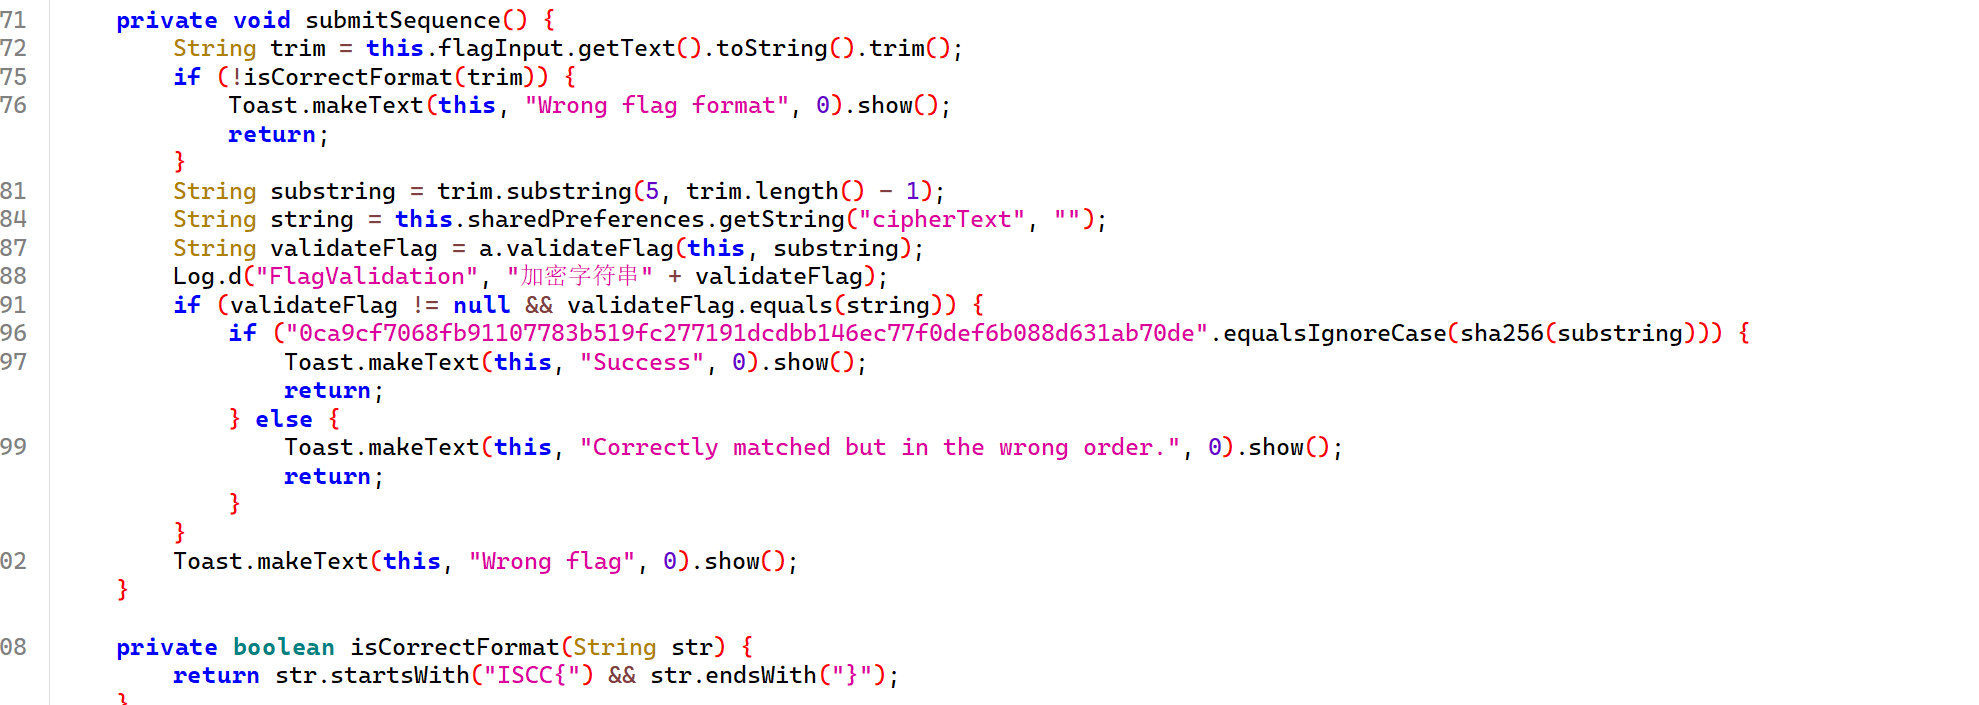 71 private void submitSequence() {
72 String trim = this.flagInput.getText().toString().trim();
75 if (!isCorrectFormat(trim)) {
76 Toast.makeText(this, "Wrong flag format", 0).show();
return;
}
81 String substring = trim.substring(5, trim.length() - 1);
84 String string = this.sharedPreferences.getString("cipherText", "");
87 String validateFlag = a.validateFlag(this, substring);
88 Log.d("FlagValidation", "加密字符串" + validateFlag);
91 if (validateFlag != null && validateFlag.equals(string)) {
96 if ("0ca9cf7068fb91107783b519fc277191dcdbb146ec77f0def6b088d631ab70de".equalsIgnoreCase(sha256(substring))) {
97 Toast.makeText(this, "Success", 0).show();
return;
} else {
99 Toast.makeText(this, "Correctly matched but in the wrong order.", 0).show();
return;
}
}
02 Toast.makeText(this, "Wrong flag", 0).show();
}
08 private boolean isCorrectFormat(String str) {
return str.startsWith("ISCC{") && str.endsWith("}");
}